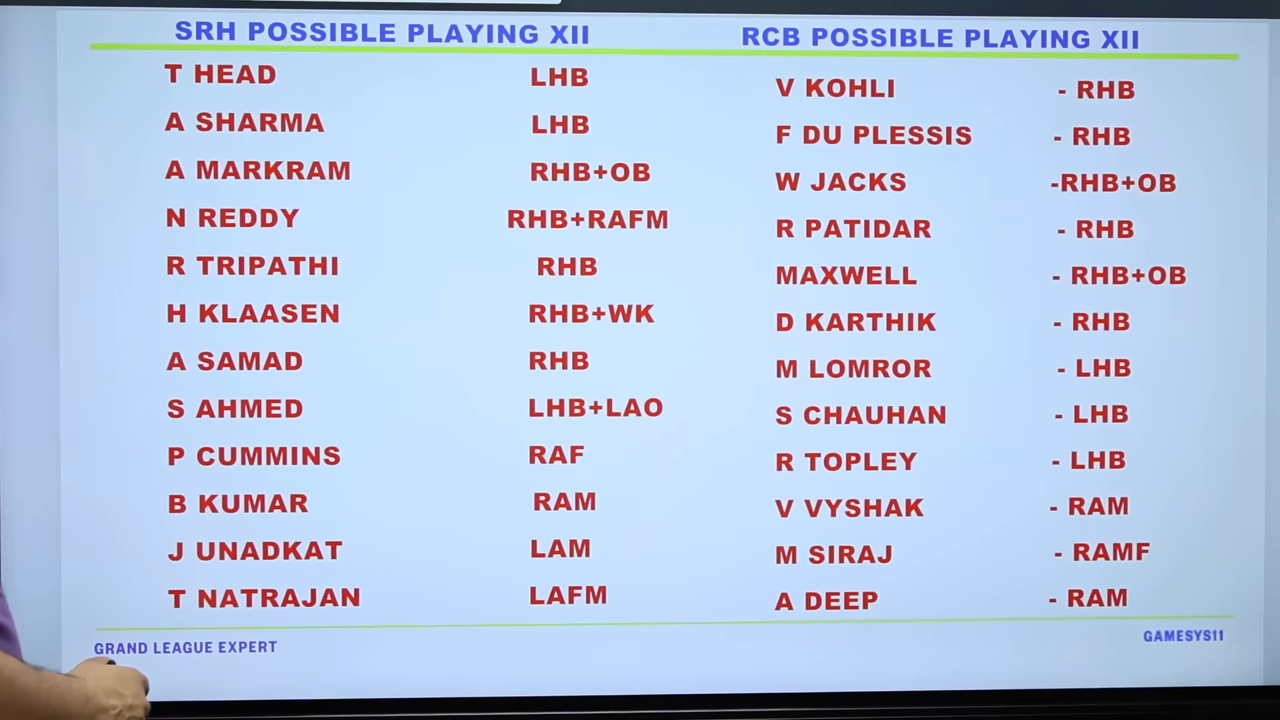 SRH POSSIBLE PLAYING XII
T HEAD LHB
A SHARMA LHB
A MARKRAM RHB+OB
N REDDY RHB+RAFM
R TRIPATHI RHB
H KLAASEN RHB+WK
A SAMAD RHB
S AHMED LHB+LAO
P CUMMINS RAF
B KUMAR RAM
J UNADKAT LAM
T NATRAJAN LAFM
RCB POSSIBLE PLAYING XII
V KOHLI - RHB
F DU PLESSIS - RHB
W JACKS -RHB+OB
R PATIDAR - RHB
MAXWELL - RHB+OB
D KARTHIK - RHB
M LOMROR - LHB
S CHAUHAN - LHB
R TOPLEY - LHB
V VYSHAK - RAM
M SIRAJ - RAMF
A DEEP - RAM
GRAND LEAGUE EXPERT
GAMESYS11